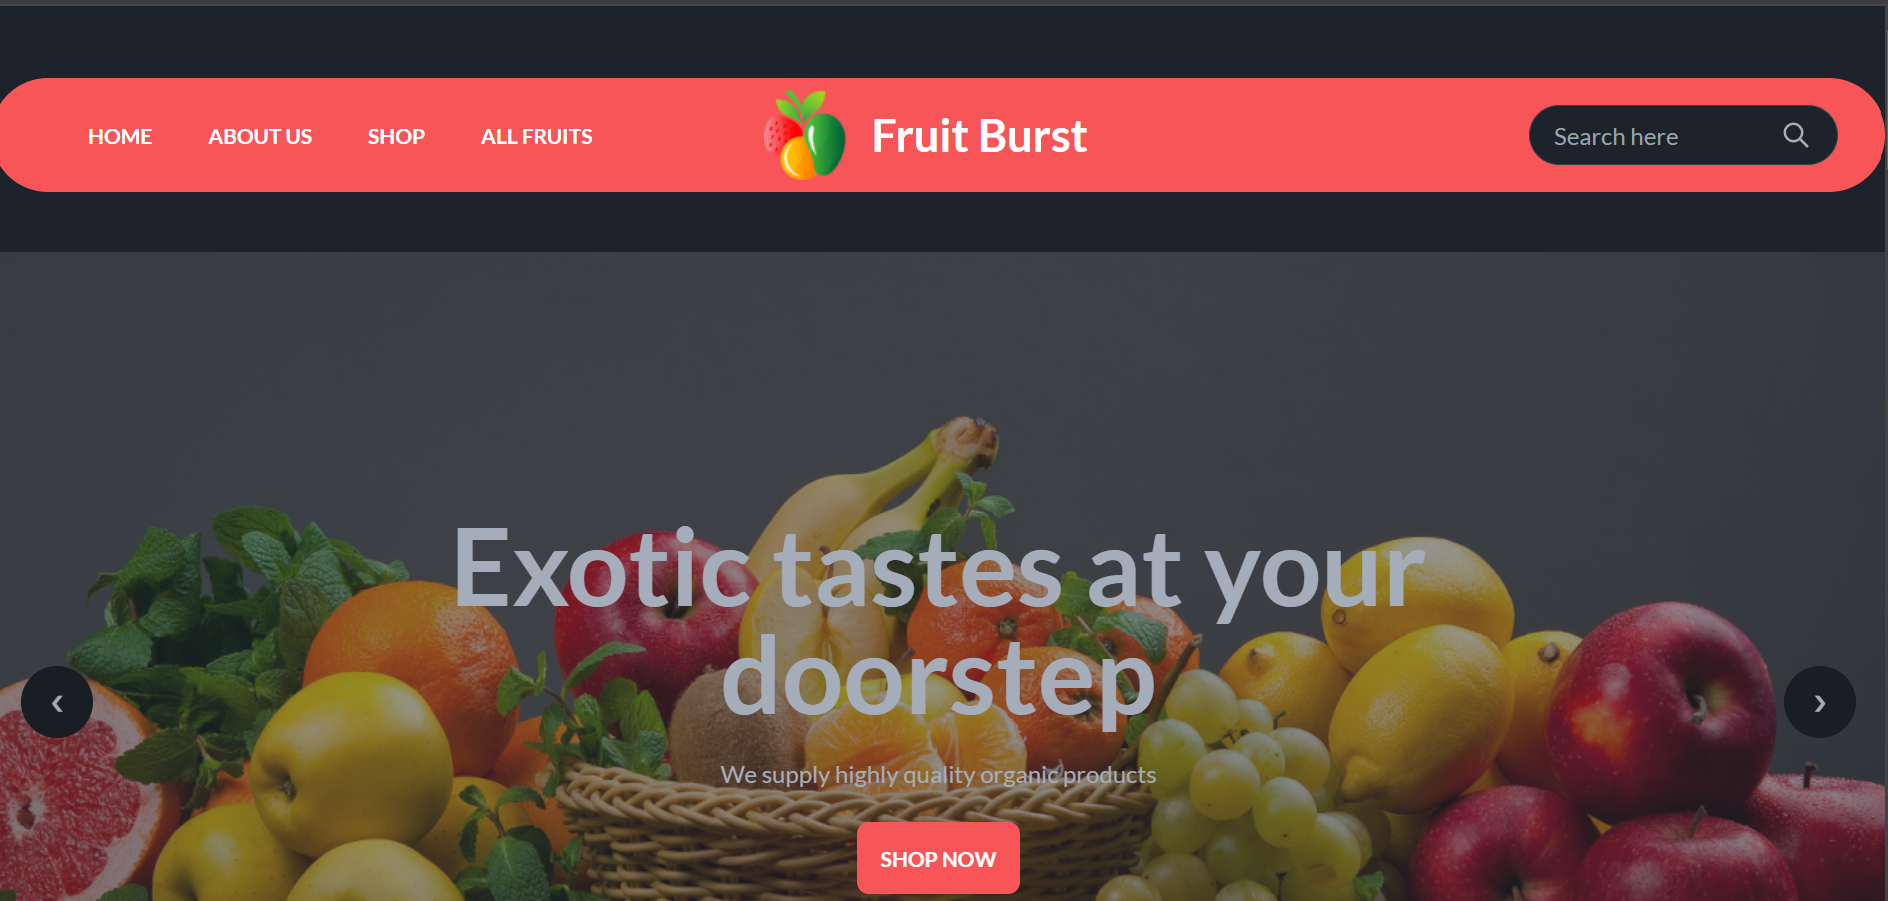 HOME ABOUT US SHOP ALL FRUITS Fruit Burst Search here
Exotic tastes at your
doorstep
We supply highly quality organic products
SHOP NOW